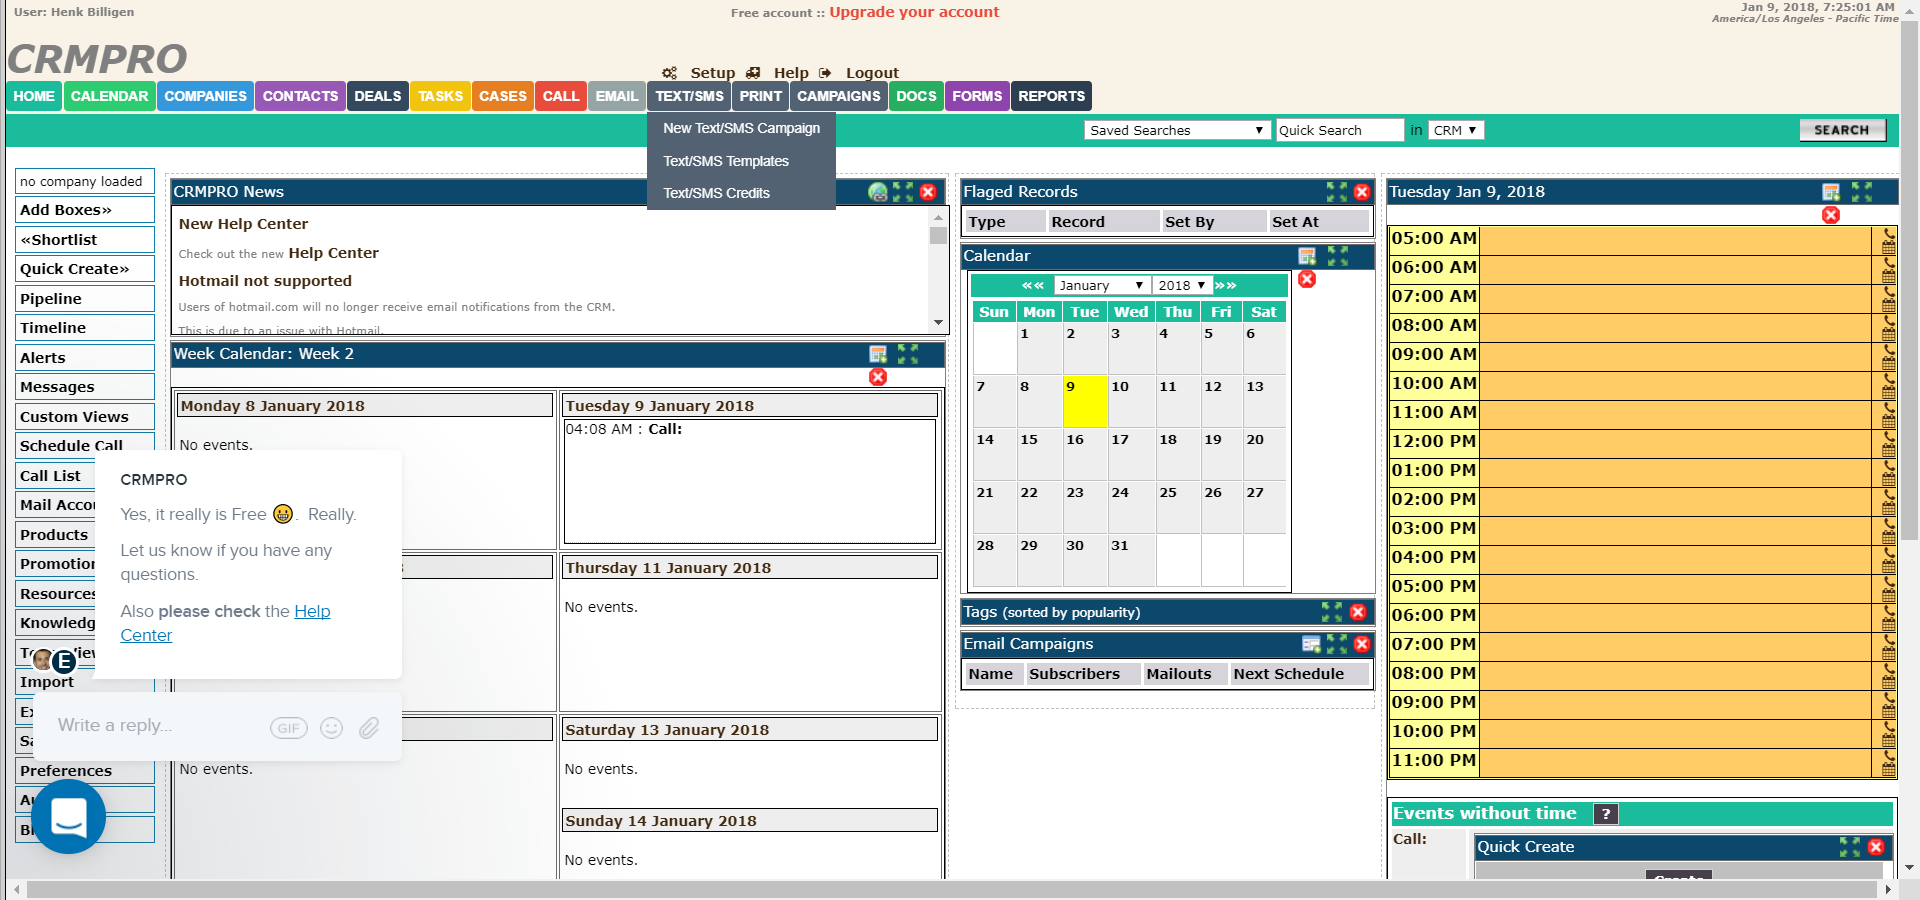 User: Henk Billigen
Free account :: Upgrade your account
Jan 9, 2018, 7:25:01 AM
America/Los Angeles - Pacific Time
CRMPRO
Setup Help Logout
HOME CALENDAR COMPANIES CONTACTS DEALS TASKS CASES CALL EMAIL TEXT/SMS PRINT CAMPAIGNS DOCS FORMS REPORTS
New Text/SMS Campaign
Text/SMS Templates
Text/SMS Credits
Saved Searches Quick Search in CRM SEARCH
no company loaded
Add Boxes»
«Shortlist
Quick Create»
Pipeline
Timeline
Alerts
Messages
Custom Views
Schedule Call
Call List
Mail Accou
Products
Promotion
Resources
Knowledg
Import
Preferences
CRMPRO News
New Help Center
Check out the new Help Center
Hotmail not supported
Users of hotmail.com will no longer receive email notifications from the CRM.
This is due to an issue with Hotmail.
Week Calendar: Week 2
Monday 8 January 2018
No events.
Tuesday 9 January 2018
04:08 AM : Call:
Thursday 11 January 2018
No events.
No events.
Saturday 13 January 2018
No events.
Sunday 14 January 2018
No events.
CRMPRO
Yes, it really is Free . Really.
Let us know if you have any
questions.
Also please check the Help
Center
E
Write a reply...
GIF
Flaged Records
Type Record Set By Set At
Calendar
«« January 2018 »»
Sun Mon Tue Wed Thu Fri Sat
1 2 3 4 5 6
7 8 9 10 11 12 13
14 15 16 17 18 19 20
21 22 23 24 25 26 27
28 29 30 31
Tags (sorted by popularity)
Email Campaigns
Name Subscribers Mailouts Next Schedule
Tuesday Jan 9, 2018
05:00 AM
06:00 AM
07:00 AM
08:00 AM
09:00 AM
10:00 AM
11:00 AM
12:00 PM
01:00 PM
02:00 PM
03:00 PM
04:00 PM
05:00 PM
06:00 PM
07:00 PM
08:00 PM
09:00 PM
10:00 PM
11:00 PM
Events without time ?
Call:
Quick Create
Create